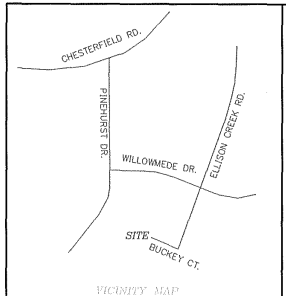 CHESTERFIELD RD.
PINEHURST DR.
ELLISON CREEK RD.
WILLOWMEDE DR.
SITE
BUCKEY CT.
VICINITY MAP